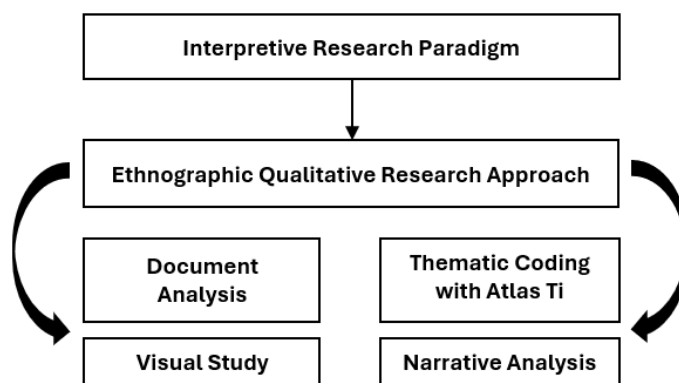 Interpretive Research Paradigm
Ethnographic Qualitative Research Approach
Document
Analysis
Thematic Coding
with Atlas Ti
Visual Study
Narrative Analysis